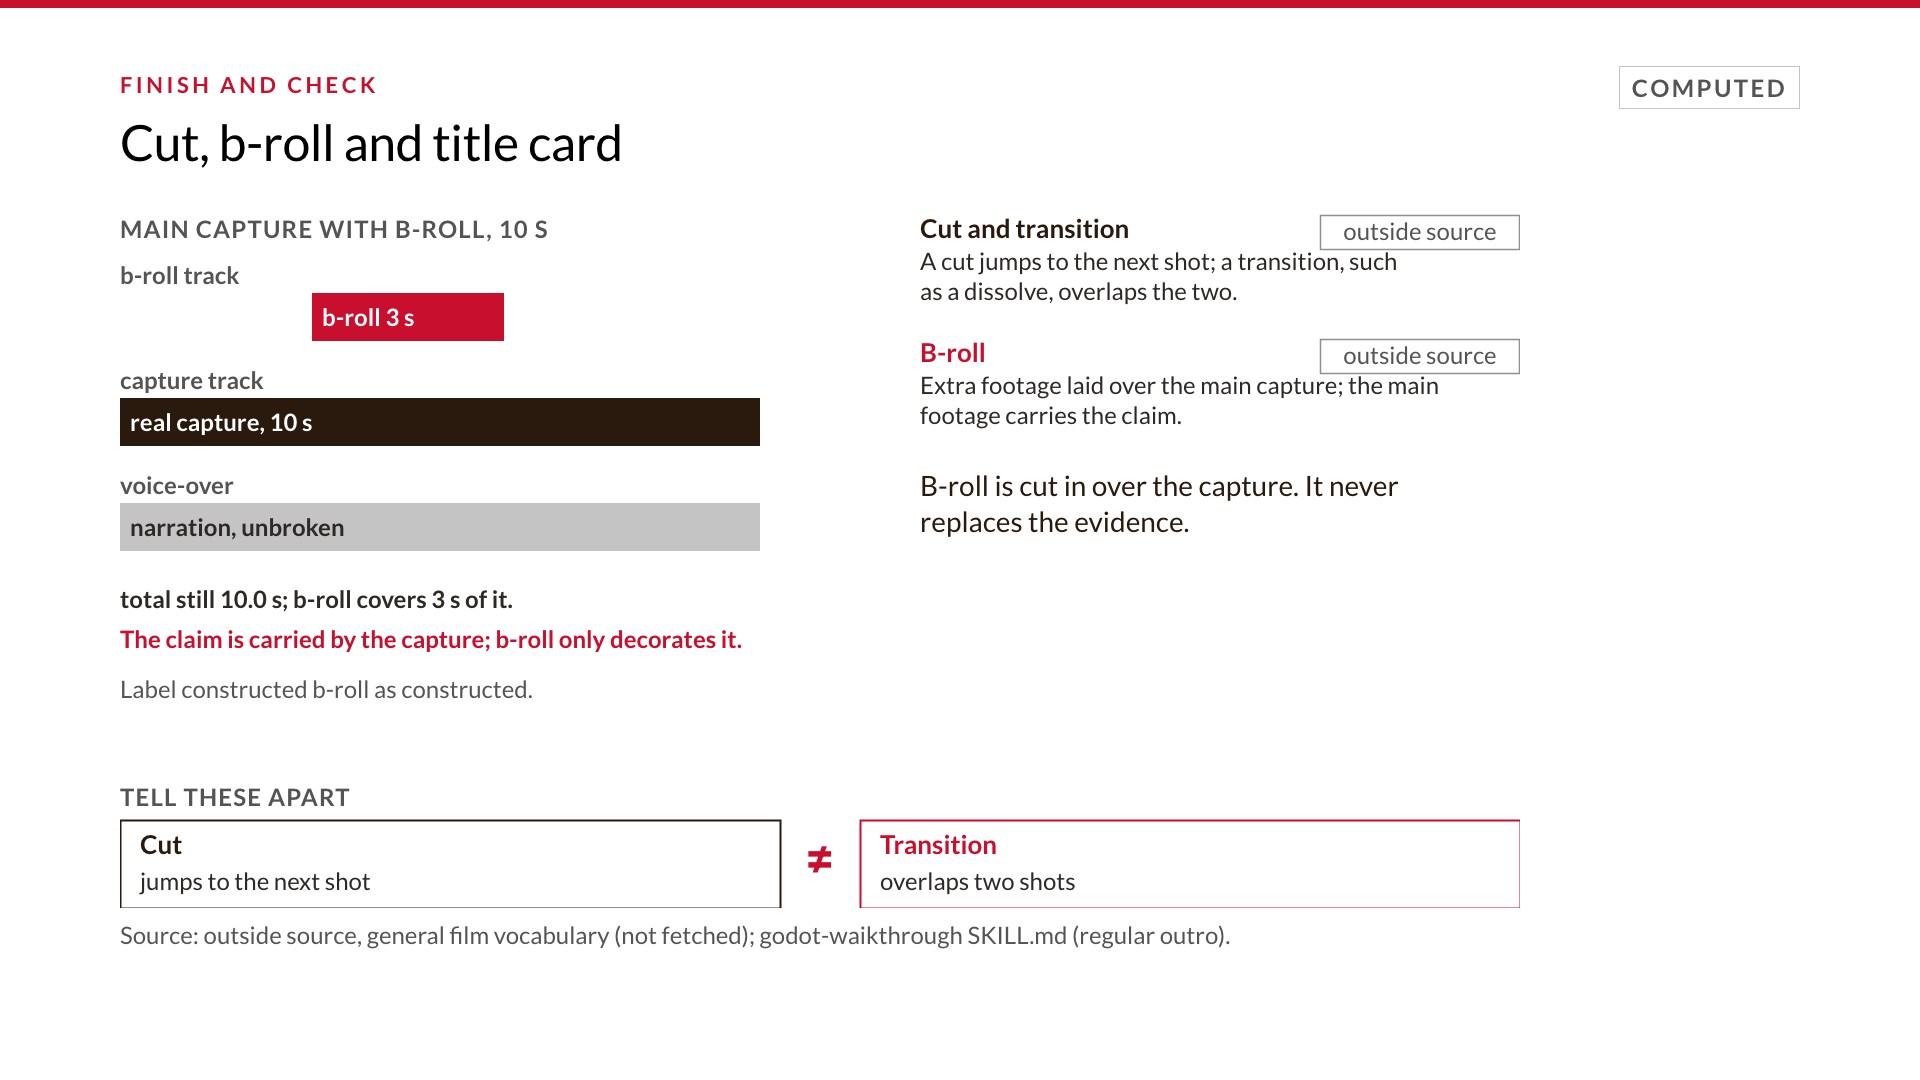 FINISH AND CHECK
COMPUTED
Cut, b-roll and title card
MAIN CAPTURE WITH B-ROLL, 10 S
b-roll track
b-roll 3 s
capture track
real capture, 10 s
voice-over
narration, unbroken
total still 10.0 s; b-roll covers 3 s of it.
The claim is carried by the capture; b-roll only decorates it.
Label constructed b-roll as constructed.
Cut and transition
outside source
A cut jumps to the next shot; a transition, such
as a dissolve, overlaps the two.
B-roll
outside source
Extra footage laid over the main capture; the main
footage carries the claim.
B-roll is cut in over the capture. It never
replaces the evidence.
TELL THESE APART
Cut
jumps to the next shot
≠
Transition
overlaps two shots
Source: outside source, general film vocabulary (not fetched); godot-waikthrough SKILL.md (regular outro).